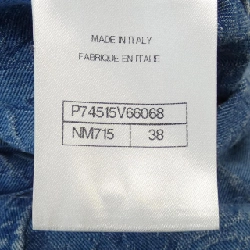 MADE IN ITALY
FABRIQUE EN ITALIE
P74515V66068
NM715 38